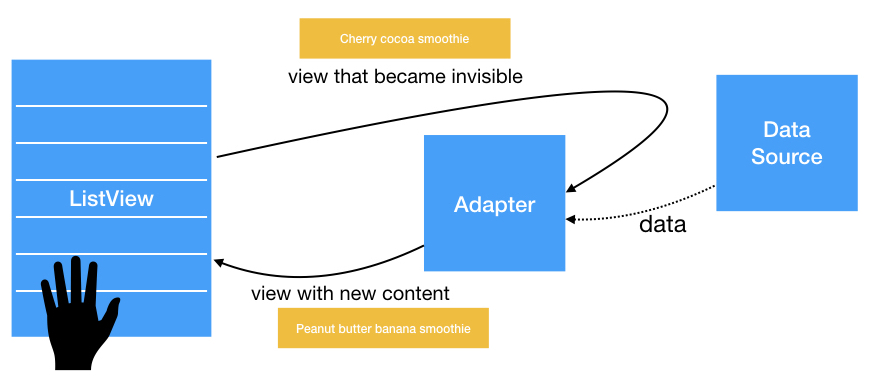 Cherry cocoa smoothie
view that became invisible
Data
Source
ListView
Adapter
data
view with new content
Peanut butter banana smoothie